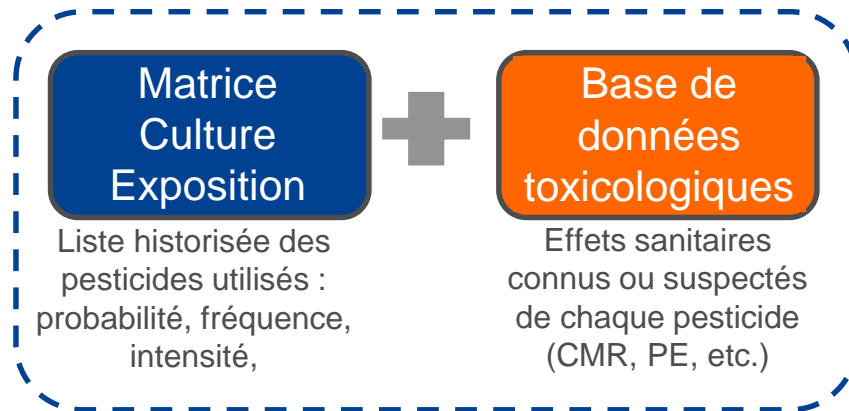 Matrice
Culture
Exposition
Liste historisée des
pesticides utilisés :
probabilité, fréquence,
intensité,
Base de
données
toxicologiques
Effets sanitaires
connus ou suspectés
de chaque pesticide
(CMR, PE, etc.)